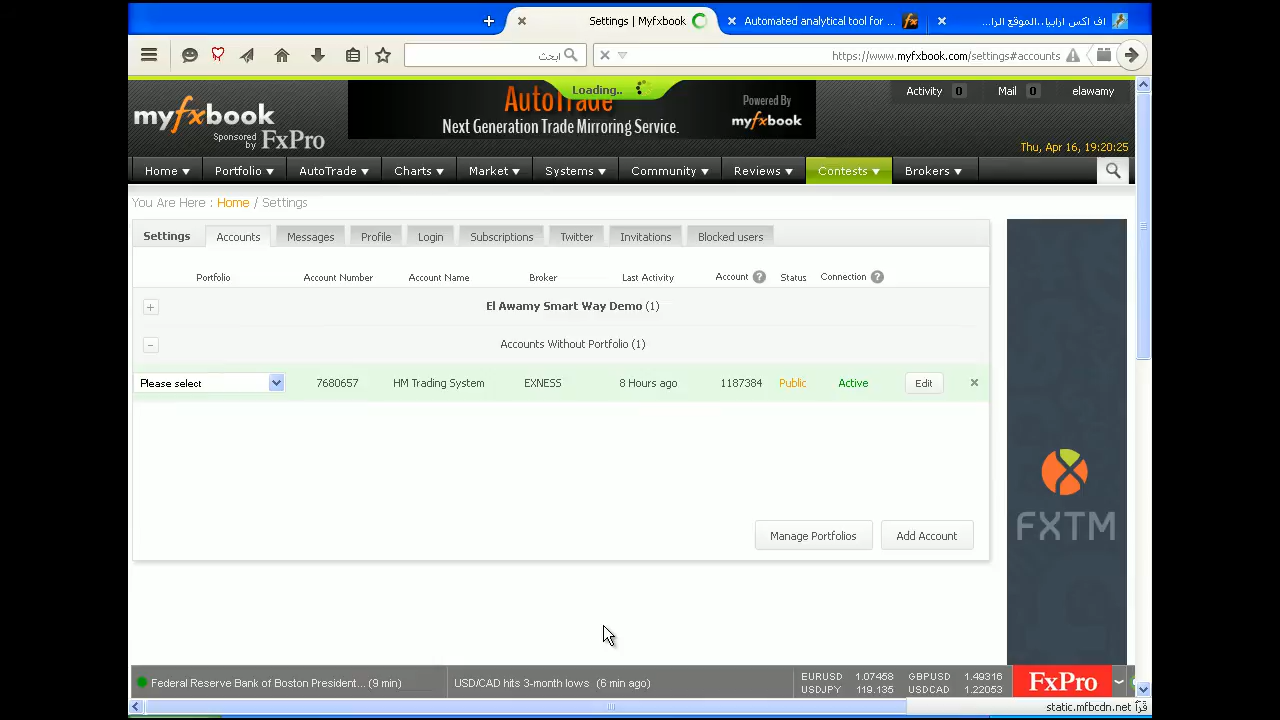 Settings | Myfxbook
Automated analytical tool for ...
اف اكس ارابيا..الموقع الرا...
ابحث
https://www.myfxbook.com/settings#accounts
myfxbook
Sponsored by FxPro
Loading..
AutoTrade
Next Generation Trade Mirroring Service.
Powered By
myfxbook
Activity 0 Mail 0 elawamy
Thu, Apr 16, 19:20:25
Home Portfolio AutoTrade Charts Market Systems Community Reviews Contests Brokers
You Are Here : Home / Settings
Settings Accounts Messages Profile Login Subscriptions Twitter Invitations Blocked users
Portfolio Account Number Account Name Broker Last Activity Account ? Status Connection ?
El Awamy Smart Way Demo (1)
Accounts Without Portfolio (1)
Please select 7680657 HM Trading System EXNESS 8 Hours ago 1187384 Public Active Edit
Manage Portfolios Add Account
FXTM
Federal Reserve Bank of Boston President... (9 min)
USD/CAD hits 3-month lows (6 min ago)
EURUSD 1.07458 GBPUSD 1.49316
USDJPY 119.135 USDCAD 1.22053
FxPro
قرأ static.mfbcdn.net